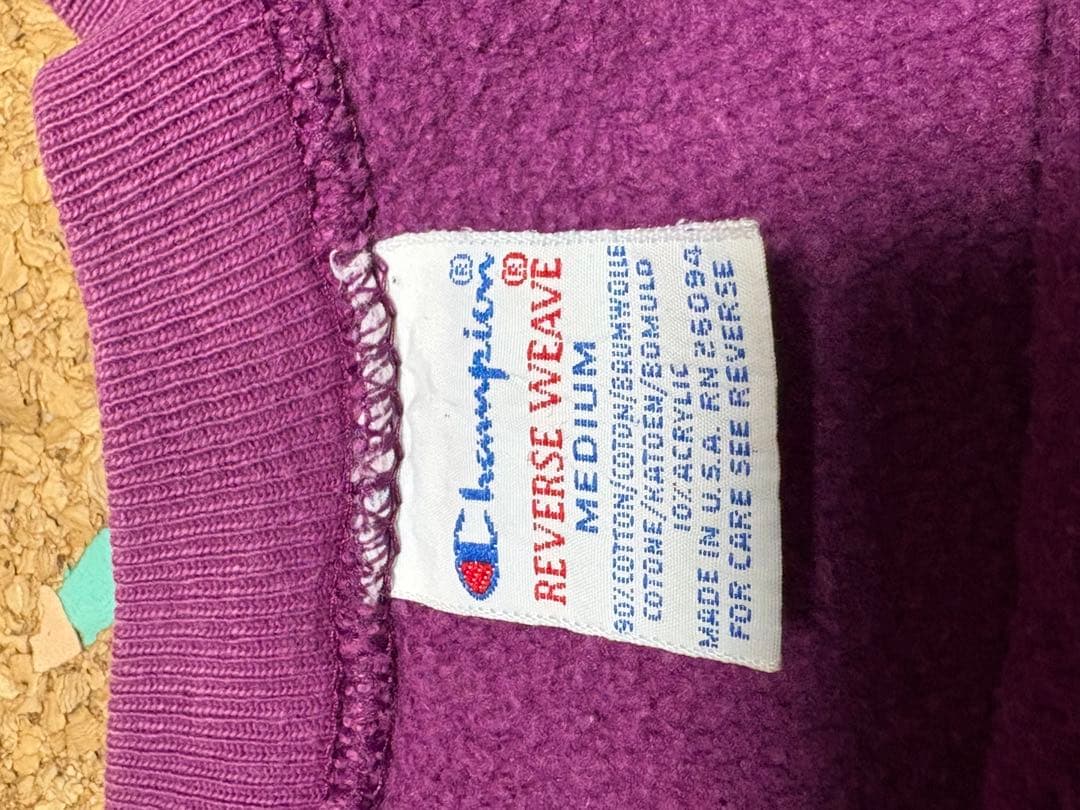 Champion®
REVERSE WEAVE®
MEDIUM
90% COTTON/COTON/BAUMWOLLE
COTONE/KATOEN/BOMULD
10% ACRYLIC
MADE IN U.S.A. RN 26094
FOR CARE SEE REVERSE